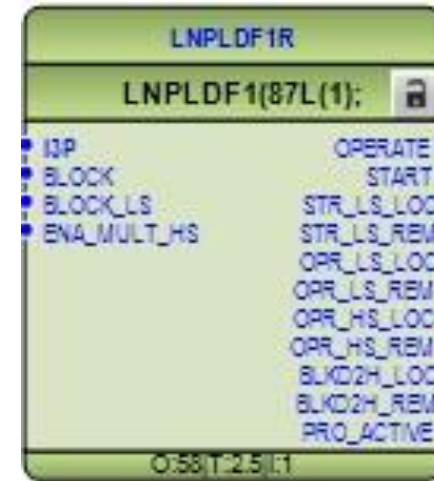 LNPLDF1R
LNPLDF1(87L(1);
I3P
OPERATE
BLOCK
START
BLOCK_LS
STR_LS_LOC
ENA_MULT_HS
STR_LS_REM
OPR_LS_LOC
OPR_LS_REM
OPR_HS_LOC
OPR_HS_REM
BLKD2H_LOC
BLKD2H_REM
PRO_ACTIVE
O:58|T:2.5|I:1